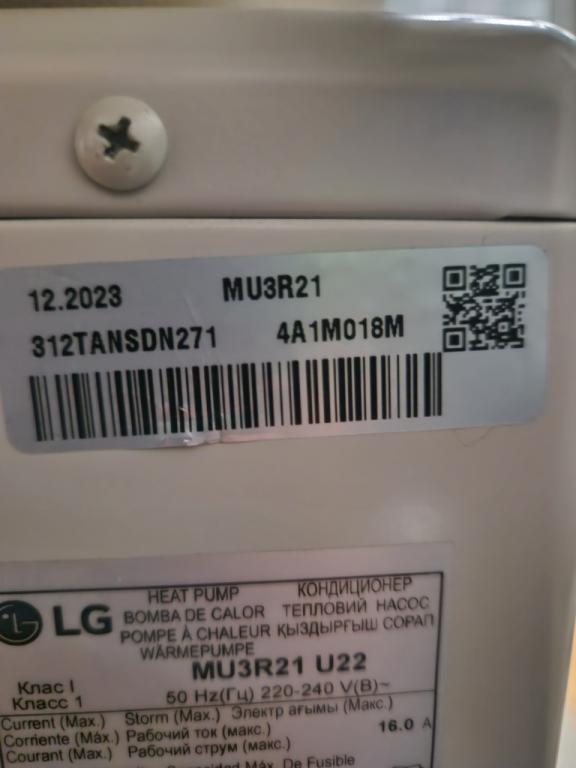 12.2023 MU3R21
312TANSDN271 4A1M018M
LG
HEAT PUMP КОНДИЦИОНЕР
BOMBA DE CALOR ТЕПЛОВИЙ НАСОС
POMPE À CHALEUR ҚЫЗДЫРҒЫШ СОРАП
WÄRMEPUMPE
MU3R21 U22
Клас I
Класс 1
50 Hz(Гц) 220-240 V(В)~
Current (Max.) Storm (Max.) Электр ағымы (Макс.)
Corriente (Máx.) Рабочий ток (макс.) 16.0 A
Courant (Max.) Робочий струм (макс.)
Máx. De Fusible